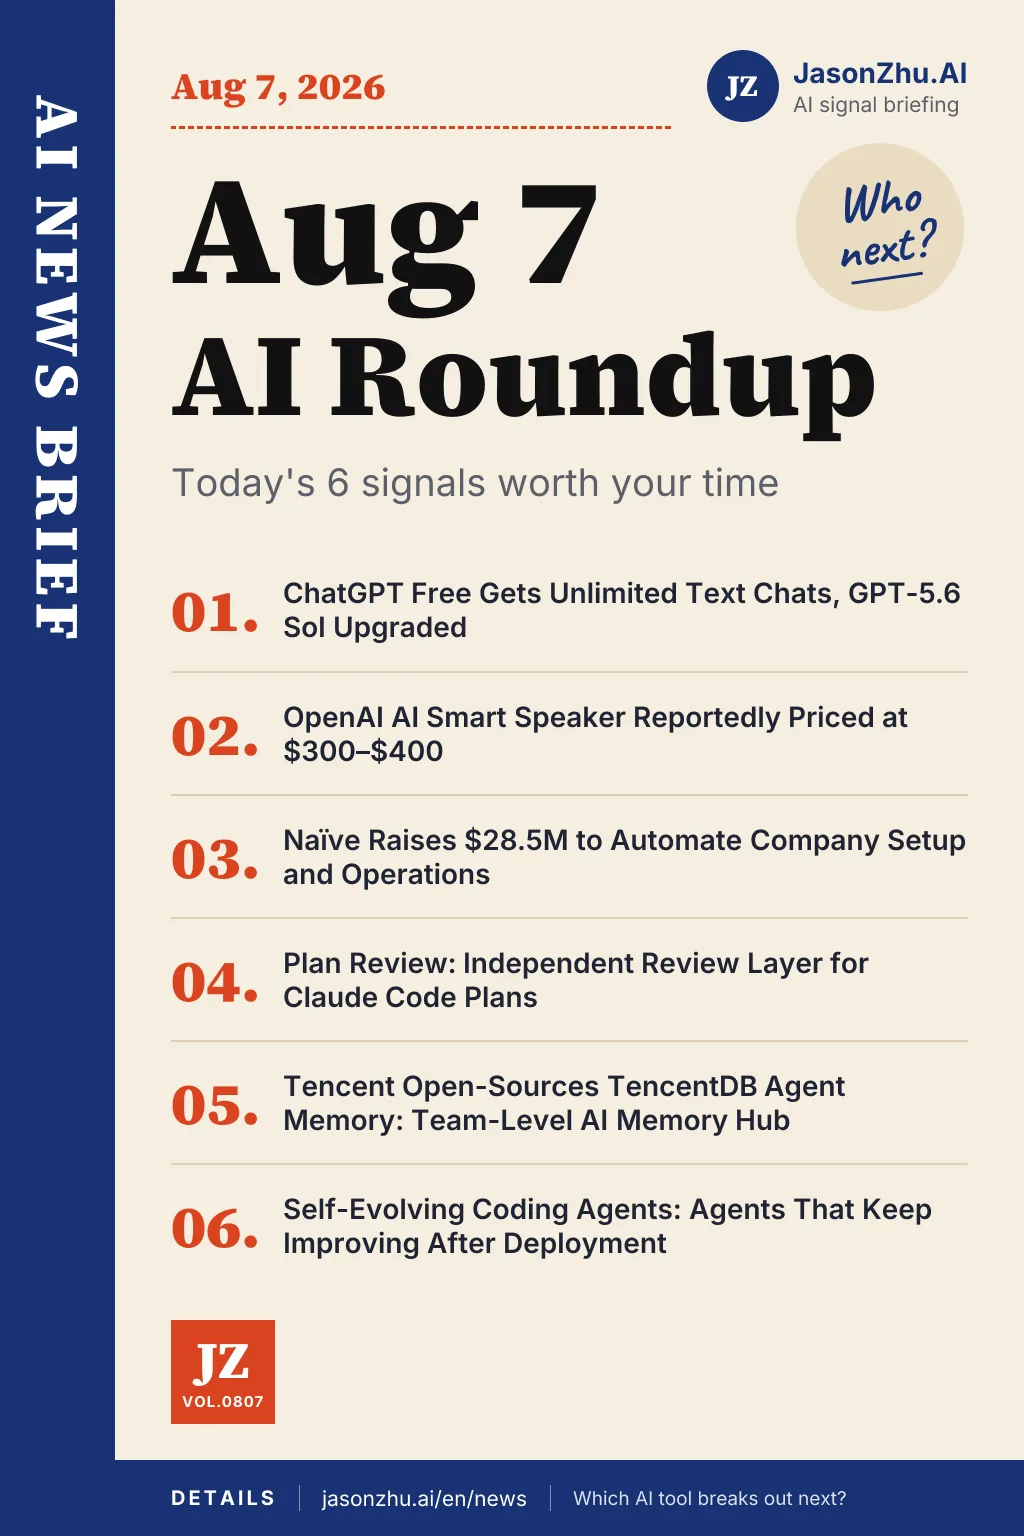 AI NEWS BRIEF
Aug 7, 2026
JZ
JasonZhu.AI
AI signal briefing
Who
next?
Aug 7
AI Roundup
Today's 6 signals worth your time
01.
ChatGPT Free Gets Unlimited Text Chats, GPT-5.6
Sol Upgraded
02.
OpenAI AI Smart Speaker Reportedly Priced at
$300–$400
03.
Naïve Raises $28.5M to Automate Company Setup
and Operations
04.
Plan Review: Independent Review Layer for
Claude Code Plans
05.
Tencent Open-Sources TencentDB Agent
Memory: Team-Level AI Memory Hub
06.
Self-Evolving Coding Agents: Agents That Keep
Improving After Deployment
JZ
VOL.0807
DETAILS
jasonzhu.ai/en/news
Which AI tool breaks out next?